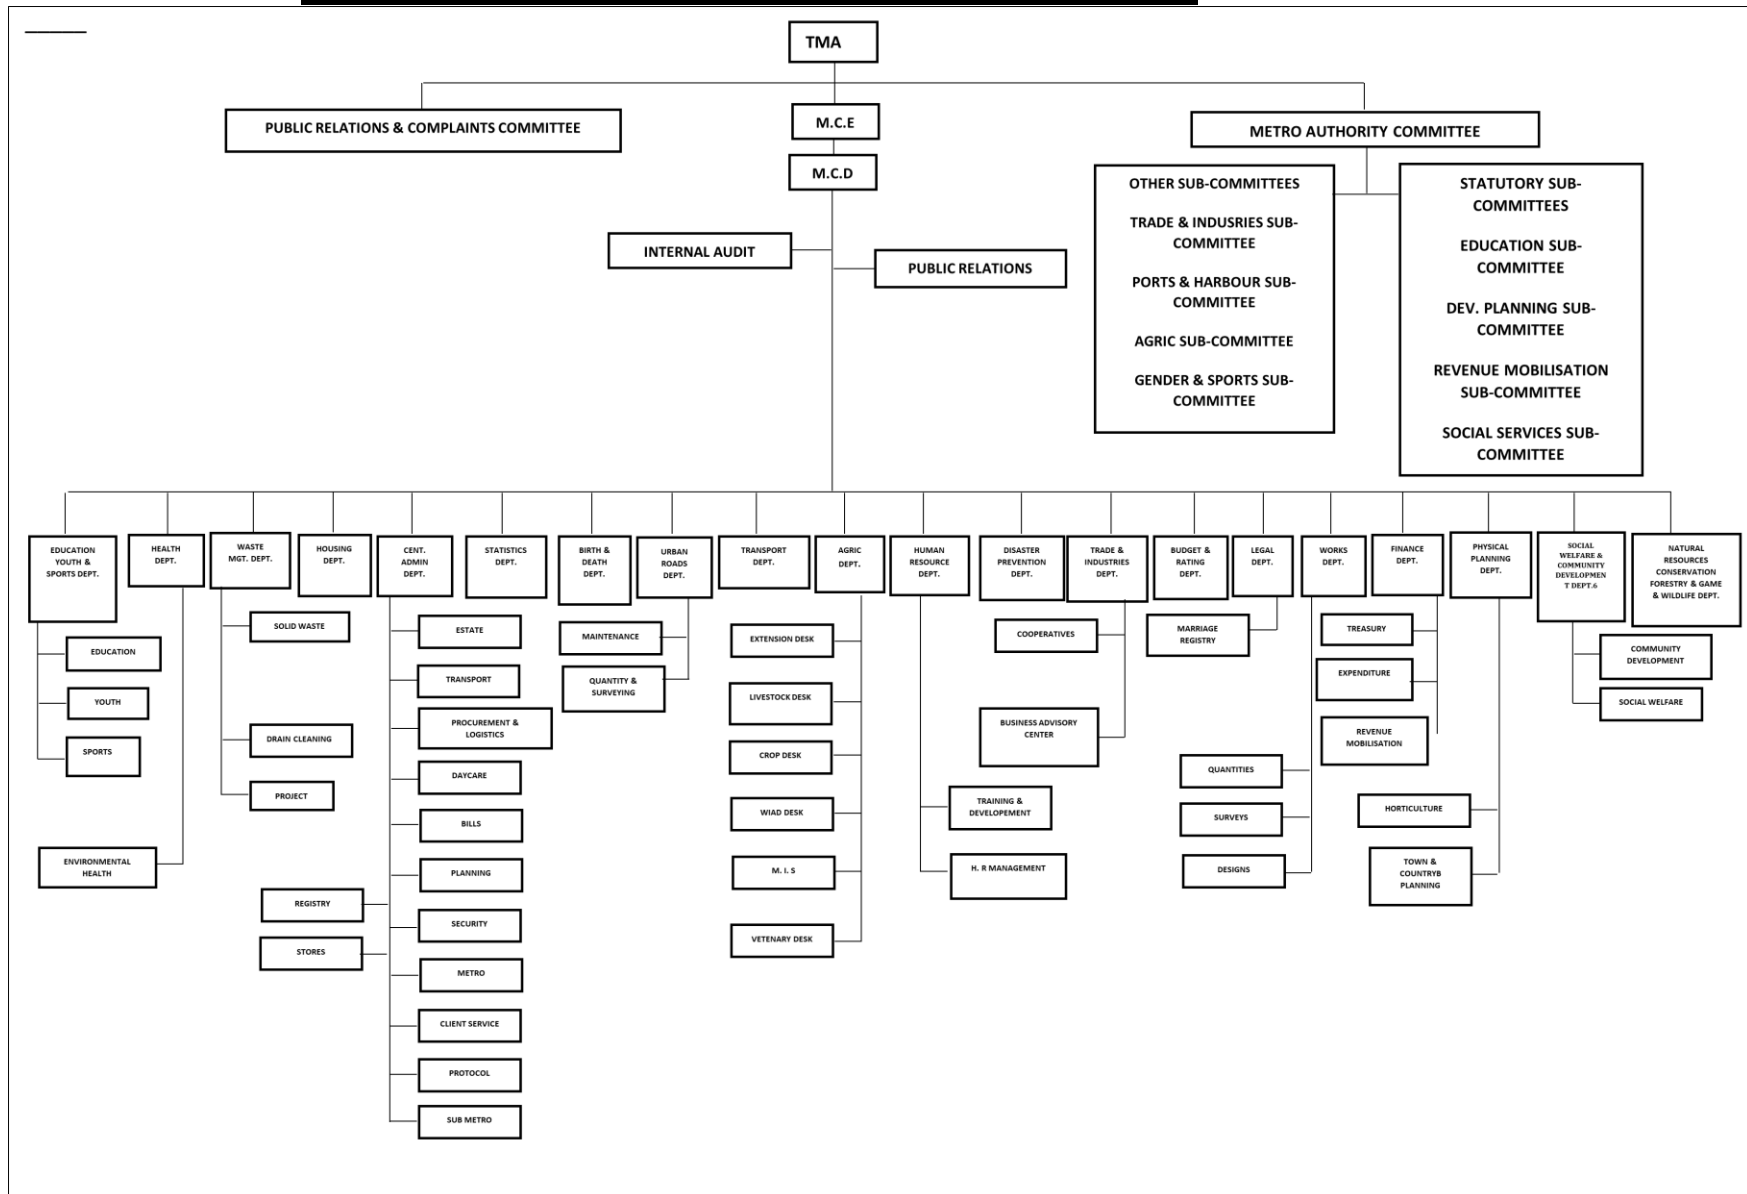 TMA
PUBLIC RELATIONS & COMPLAINTS COMMITTEE
M.C.E
METRO AUTHORITY COMMITTEE
M.C.D
OTHER SUB-COMMITTEES
TRADE & INDUSRIES SUB-
COMMITTEE
PORTS & HARBOUR SUB-
COMMITTEE
AGRIC SUB-COMMITTEE
GENDER & SPORTS SUB-
COMMITTEE
STATUTORY SUB-
COMMITTEES
EDUCATION SUB-
COMMITTEE
DEV. PLANNING SUB-
COMMITTEE
REVENUE MOBILISATION
SUB-COMMITTEE
SOCIAL SERVICES SUB-
COMMITTEE
INTERNAL AUDIT
PUBLIC RELATIONS
EDUCATION
YOUTH &
SPORTS DEPT.
HEALTH
DEPT.
WASTE
MGT. DEPT.
HOUSING
DEPT.
CENT.
ADMIN
DEPT.
STATISTICS
DEPT.
BIRTH &
DEATH DEPT.
URBAN
ROADS
DEPT.
TRANSPORT
DEPT.
AGRIC
DEPT.
HUMAN
RESOURCE DEPT.
DISASTER
PREVENTION DEPT.
TRADE &
INDUSTRIES
DEPT.
BUDGET &
RATING
DEPT.
LEGAL
DEPT.
WORKS
DEPT.
FINANCE
DEPT.
PHYSICAL
PLANNING
DEPT.
SOCIAL
WELFARE &
COMMUNITY
DEVELOPMEN
T DEPT.6
NATURAL
RESOURCES
CONSERVATION
FORESTRY & GAME
& WILDLIFE DEPT.
EDUCATION
YOUTH
SPORTS
ENVIRONMENTAL
HEALTH
SOLID WASTE
DRAIN CLEANING
PROJECT
REGISTRY
STORES
ESTATE
TRANSPORT
PROCUREMENT &
LOGISTICS
DAYCARE
BILLS
PLANNING
SECURITY
METRO
CLIENT SERVICE
PROTOCOL
SUB METRO
MAINTENANCE
QUANTITY &
SURVEYING
EXTENSION DESK
LIVESTOCK DESK
CROP DESK
WIAD DESK
M. I. S
VETENARY DESK
TRAINING &
DEVELOPEMENT
H. R MANAGEMENT
COOPERATIVES
BUSINESS ADVISORY
CENTER
MARRIAGE
REGISTRY
QUANTITIES
SURVEYS
DESIGNS
TREASURY
EXPENDITURE
REVENUE
MOBILISATION
HORTICULTURE
TOWN &
COUNTRYB
PLANNING
COMMUNITY
DEVELOPMENT
SOCIAL WELFARE